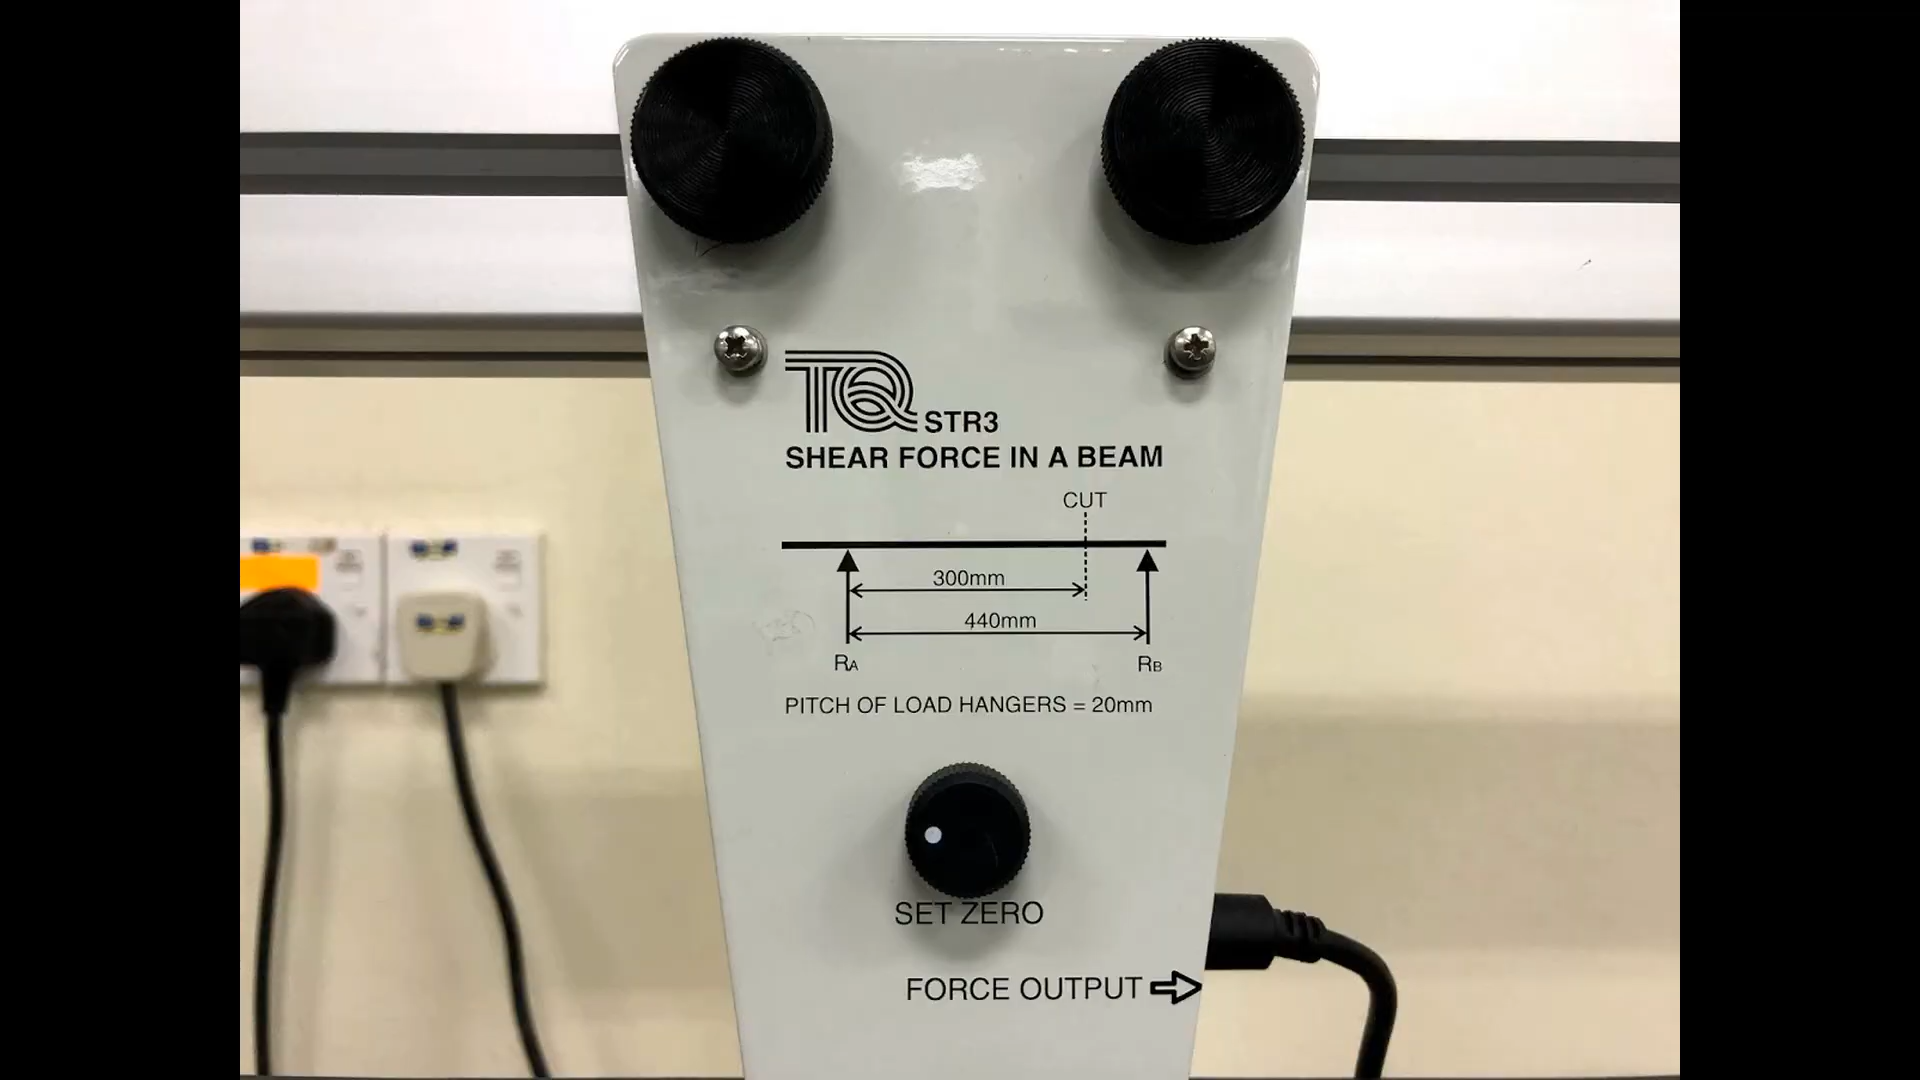 TQ STR3
SHEAR FORCE IN A BEAM
CUT
300mm
440mm
RA RB
PITCH OF LOAD HANGERS = 20mm
SET ZERO
FORCE OUTPUT